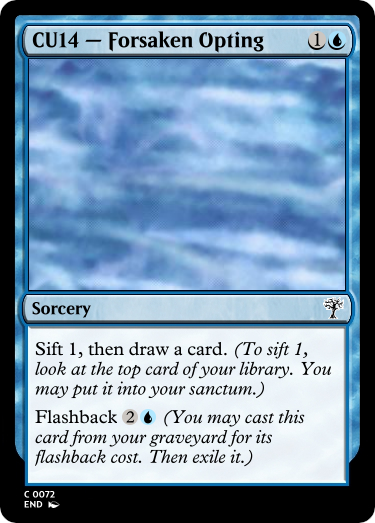 CU14 — Forsaken Opting 1
Sorcery
Sift 1, then draw a card. (To sift 1,
look at the top card of your library. You
may put it into your sanctum.)
Flashback 2 (You may cast this
card from your graveyard for its
flashback cost. Then exile it.)
C 0072
END